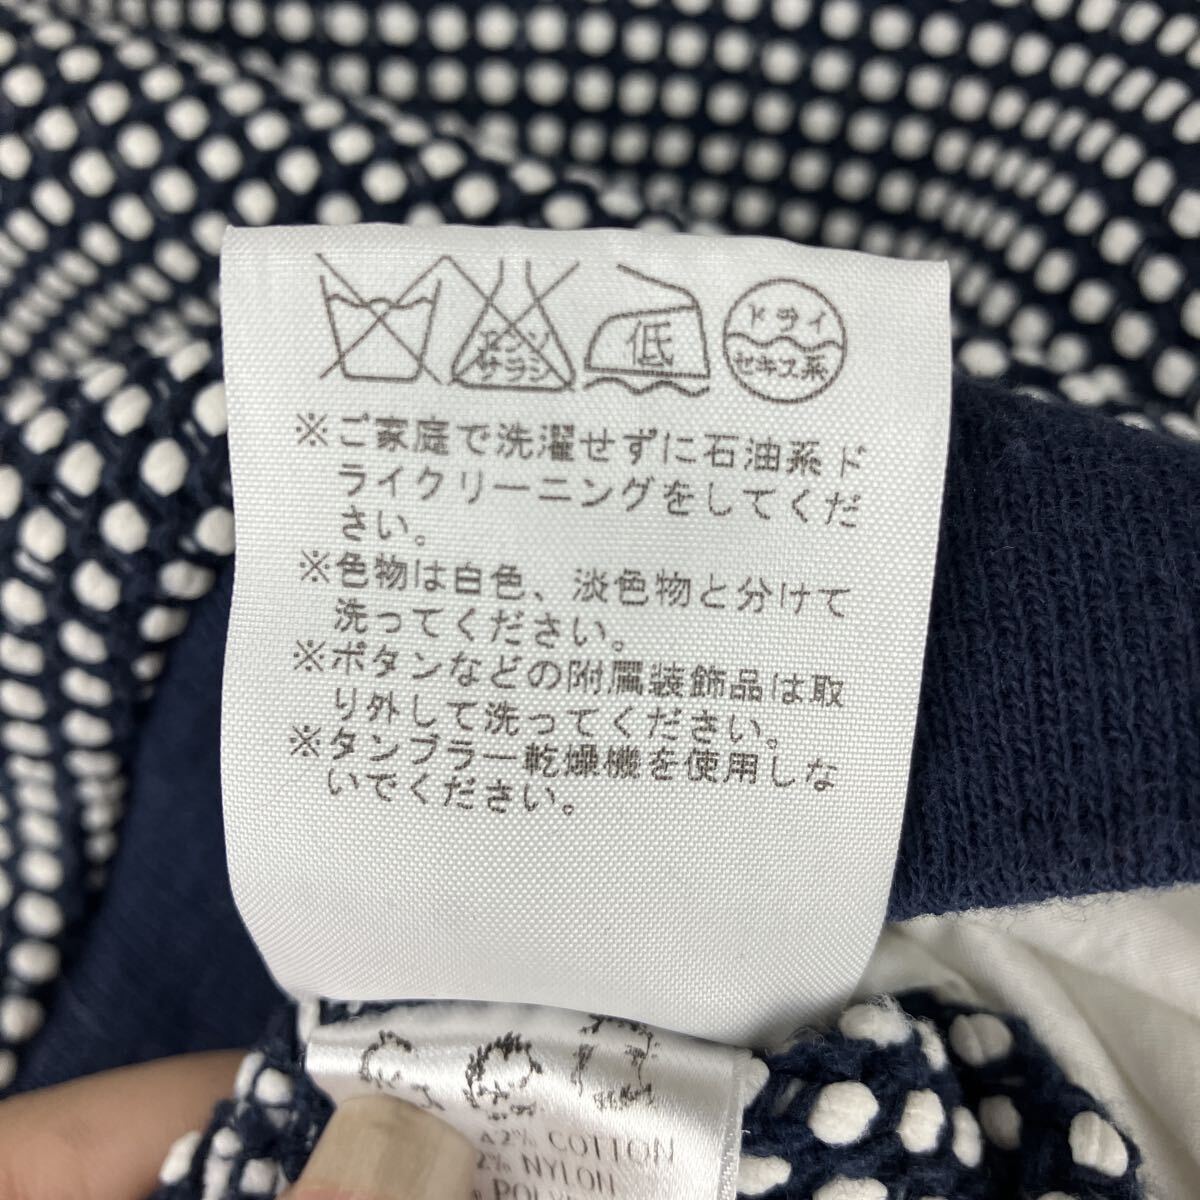 エンソ
サラシ
低
ドライ
セキユ系
※ご家庭で洗濯せずに石油系ド
ライクリーニングをしてくだ
さい。
※色物は白色、淡色物と分けて
洗ってください。
※ボタンなどの附属装飾品は取
り外して洗ってください。
※タンブラー乾燥機を使用しな
いでください。
42% COTTON
2% NYLON